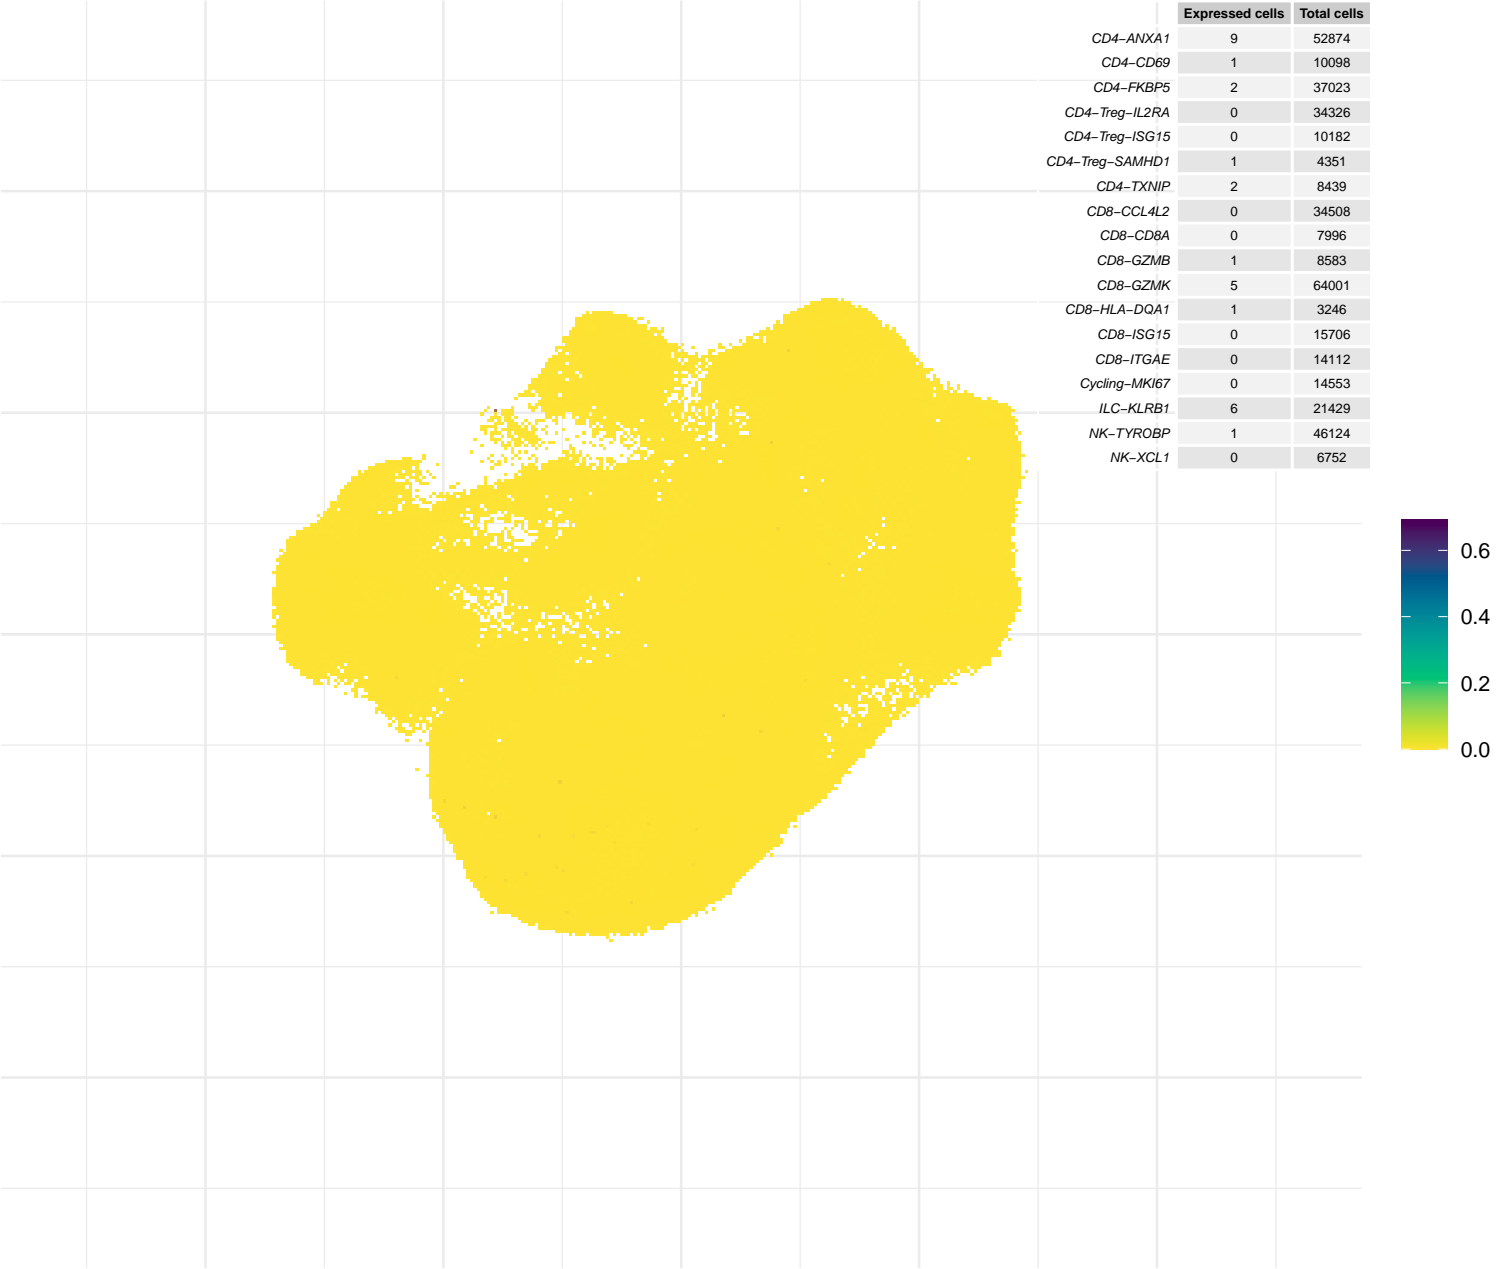 Expressed cells Total cells
CD4−ANXA1 9 52874
CD4−CD69 1 10098
CD4−FKBP5 2 37023
CD4−Treg−IL2RA 0 34326
CD4−Treg−ISG15 0 10182
CD4−Treg−SAMHD1 1 4351
CD4−TXNIP 2 8439
CD8−CCL4L2 0 34508
CD8−CD8A 0 7996
CD8−GZMB 1 8583
CD8−GZMK 5 64001
CD8−HLA−DQA1 1 3246
CD8−ISG15 0 15706
CD8−ITGAE 0 14112
Cycling−MKI67 0 14553
ILC−KLRB1 6 21429
NK−TYROBP 1 46124
NK−XCL1 0 6752
0.6
0.4
0.2
0.0